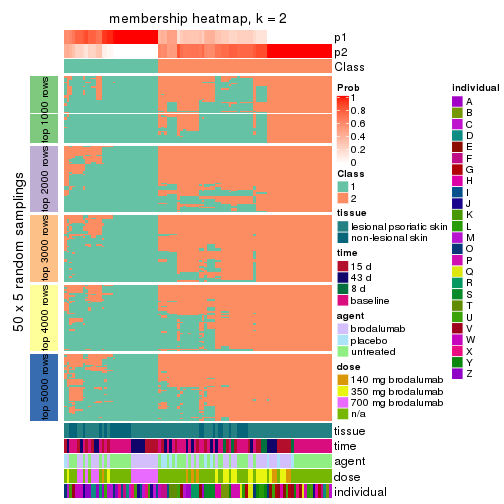 membership heatmap, k = 2
p1
p2
Class
50 x 5 random samplings
top 1000 rows
top 2000 rows
top 3000 rows
top 4000 rows
top 5000 rows
tissue
time
agent
dose
individual
Prob
1
0.8
0.6
0.4
0.2
0
Class
1
2
tissue
lesional psoriatic skin
non-lesional skin
time
15 d
43 d
8 d
baseline
agent
brodalumab
placebo
untreated
dose
140 mg brodalumab
350 mg brodalumab
700 mg brodalumab
n/a
individual
A
B
C
D
E
F
G
H
I
J
K
L
M
O
P
Q
R
S
T
U
V
W
X
Y
Z